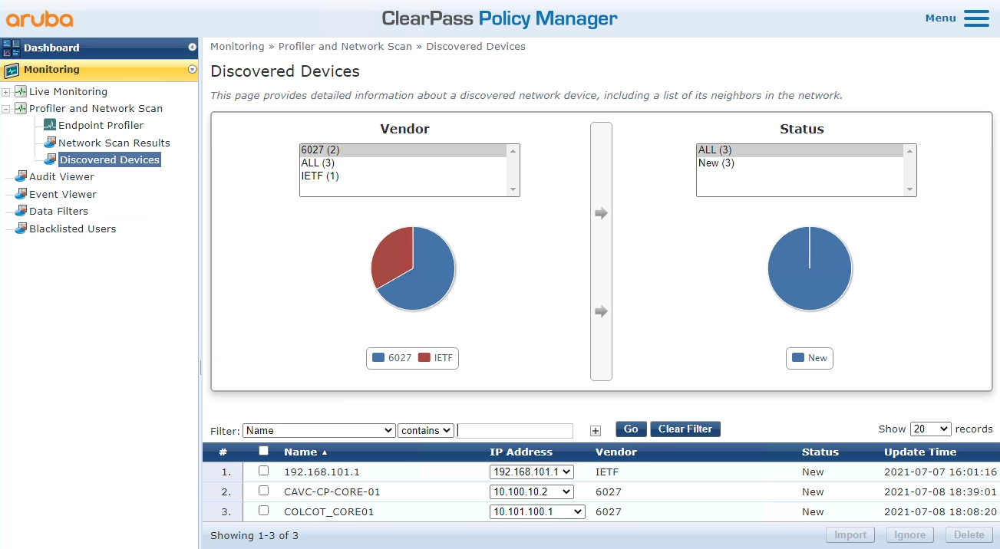 aruba
ClearPass Policy Manager
Menu
Dashboard
Monitoring
Live Monitoring
Profiler and Network Scan
Endpoint Profiler
Network Scan Results
Discovered Devices
Audit Viewer
Event Viewer
Data Filters
Blacklisted Users
Monitoring » Profiler and Network Scan » Discovered Devices
Discovered Devices
This page provides detailed information about a discovered network device, including a list of its neighbors in the network.
Vendor
6027 (2)
ALL (3)
IETF (1)
6027 IETF
Status
ALL (3)
New (3)
New
Filter: Name contains + Go Clear Filter Show 20 records
# Name ▲ IP Address Vendor Status Update Time
1. 192.168.101.1 192.168.101.1 IETF New 2021-07-07 16:01:16
2. CAVC-CP-CORE-01 10.100.10.2 6027 New 2021-07-08 18:39:01
3. COLCOT_CORE01 10.101.100.1 6027 New 2021-07-08 18:08:20
Showing 1-3 of 3 Import Ignore Delete